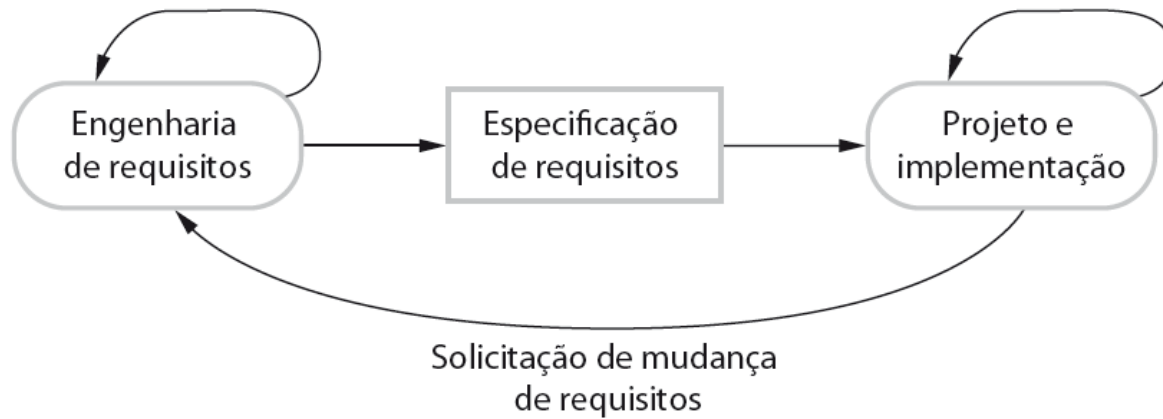 Engenharia
de requisitos
Especificação
de requisitos
Projeto e
implementação
Solicitação de mudança
de requisitos